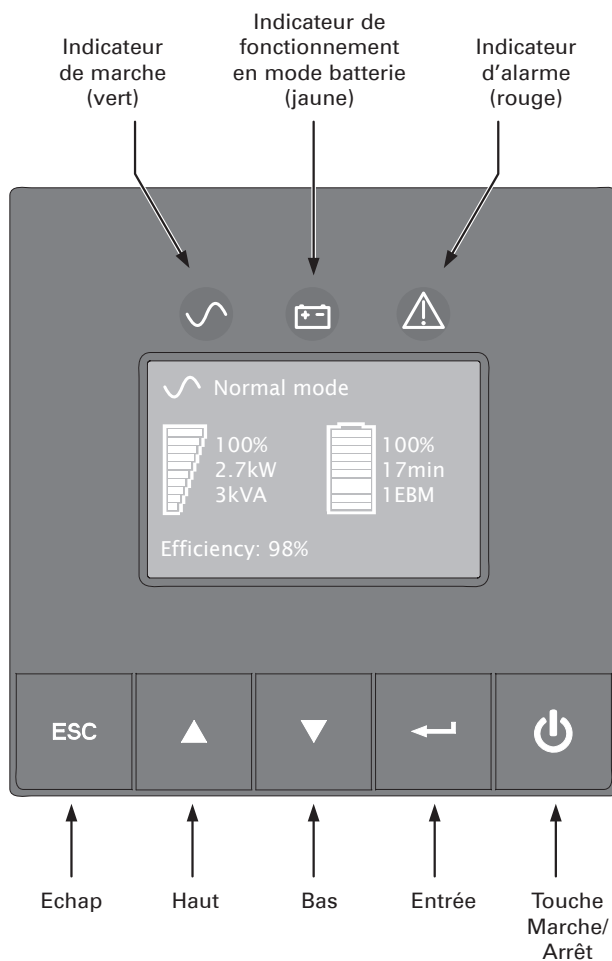 Indicateur
de marche
(vert)
Indicateur de
fonctionnement
en mode batterie
(jaune)
Indicateur
d'alarme
(rouge)
Normal mode
100%
2.7kW
3kVA
100%
17min
1EBM
Efficiency: 98%
ESC
Echap
Haut
Bas
Entrée
Touche
Marche/
Arrêt